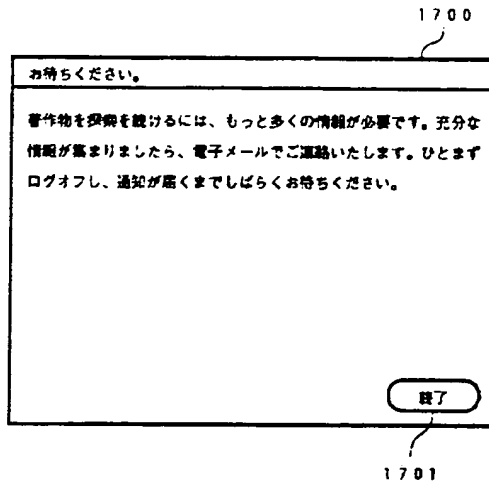 1700
お待ちください。
著作物を探索を続けるには、もっと多くの情報が必要です。充分な
情報が集まりましたら、電子メールでご連絡いたします。ひとまず
ログオフし、通知が届くまでしばらくお待ちください。
終了
1701